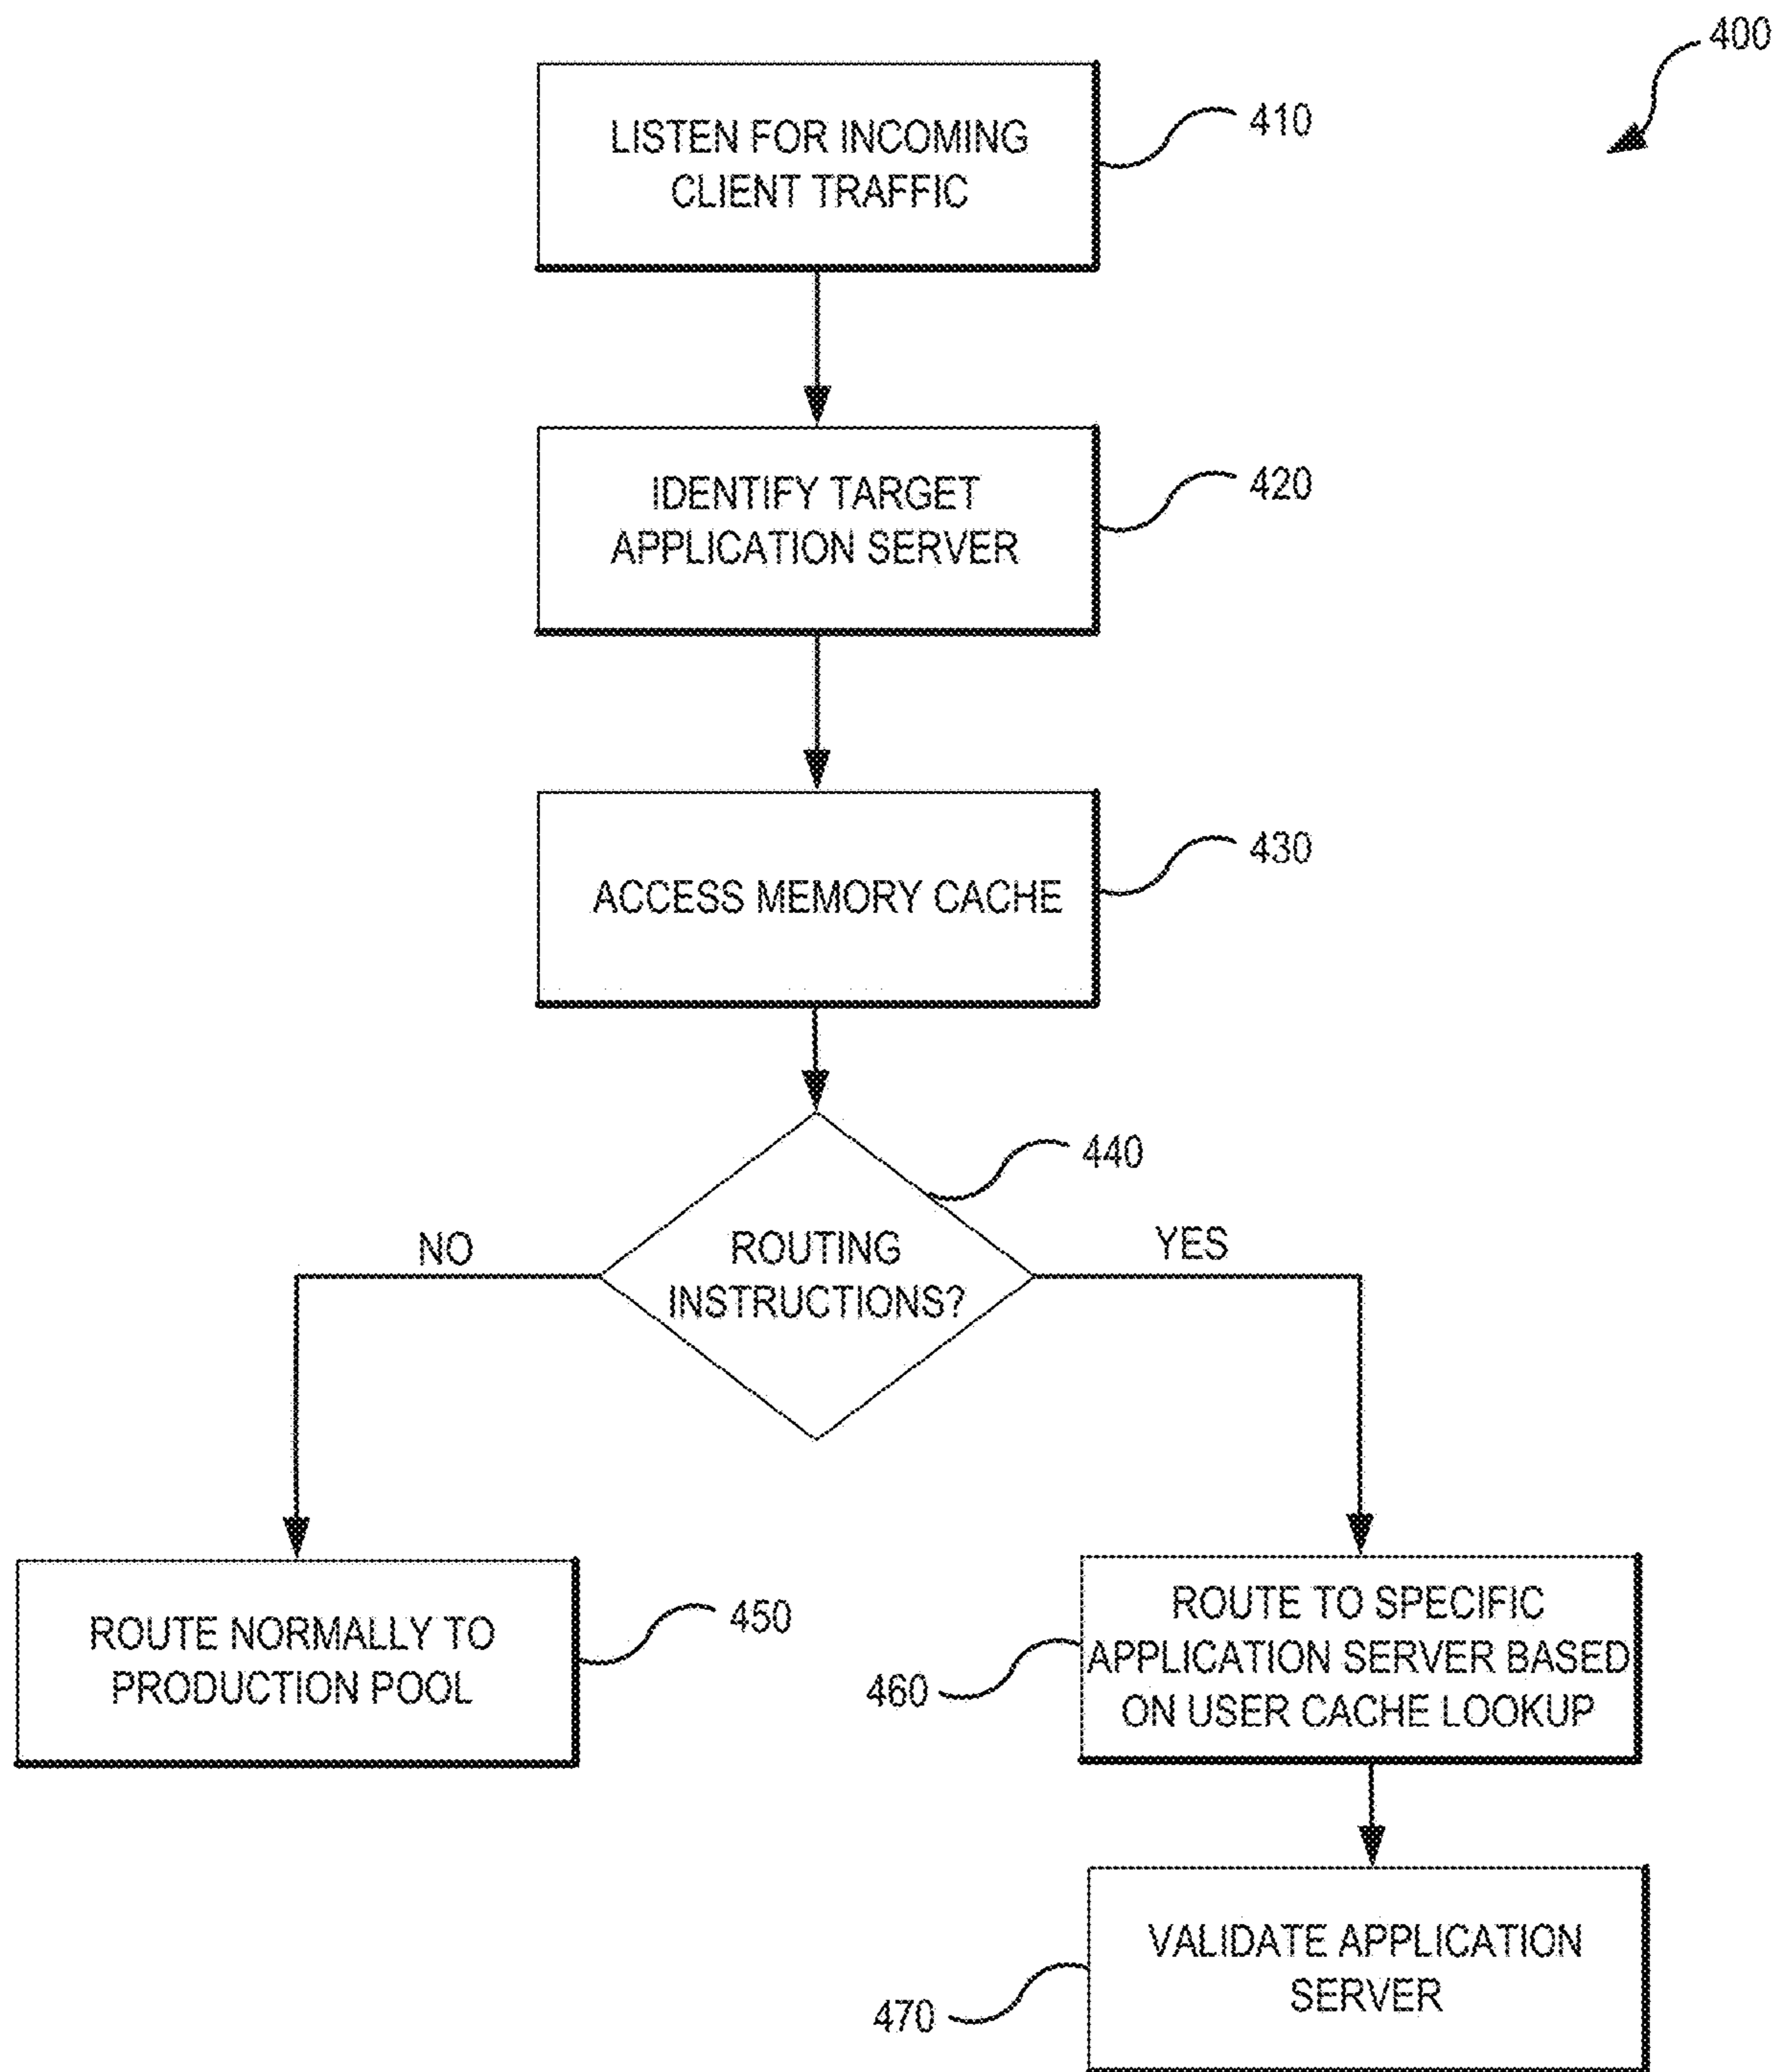 400
LISTEN FOR INCOMING
CLIENT TRAFFIC
410
IDENTIFY TARGET
APPLICATION SERVER
420
ACCESS MEMORY CACHE
430
440
ROUTING
INSTRUCTIONS?
NO
YES
ROUTE NORMALLY TO
PRODUCTION POOL
450
ROUTE TO SPECIFIC
APPLICATION SERVER BASED
ON USER CACHE LOOKUP
460
VALIDATE APPLICATION
SERVER
470